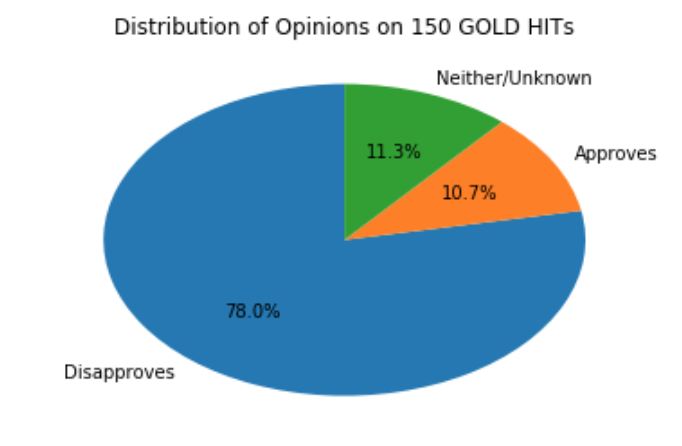 Distribution of Opinions on 150 GOLD HITs
Neither/Unknown
11.3%
Approves
10.7%
78.0%
Disapproves